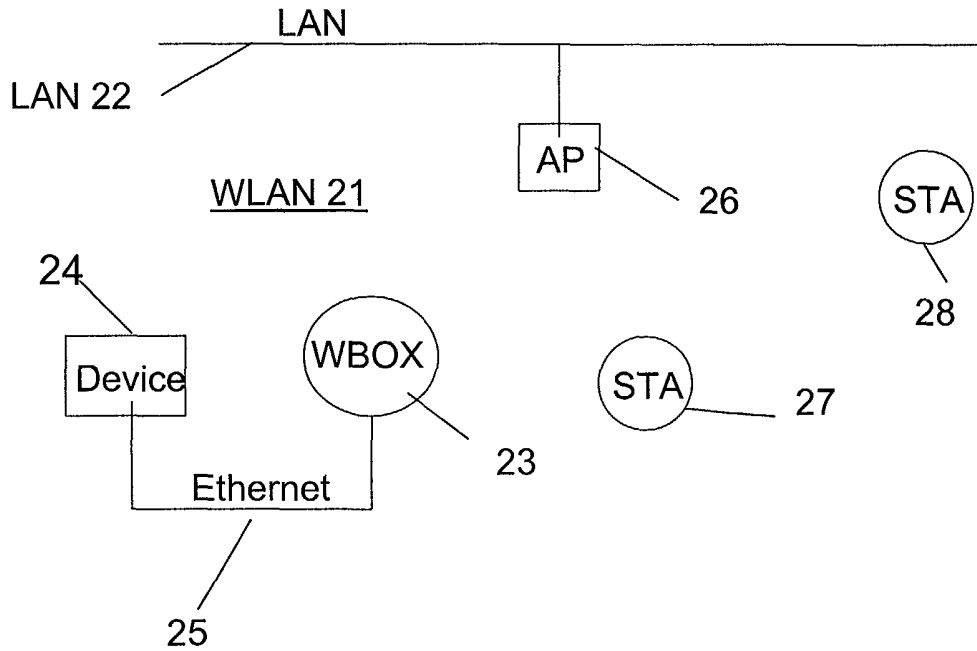 LAN
LAN 22
AP
WLAN 21
26
STA
24
28
WBOX
Device
STA
27
23
Ethernet
25